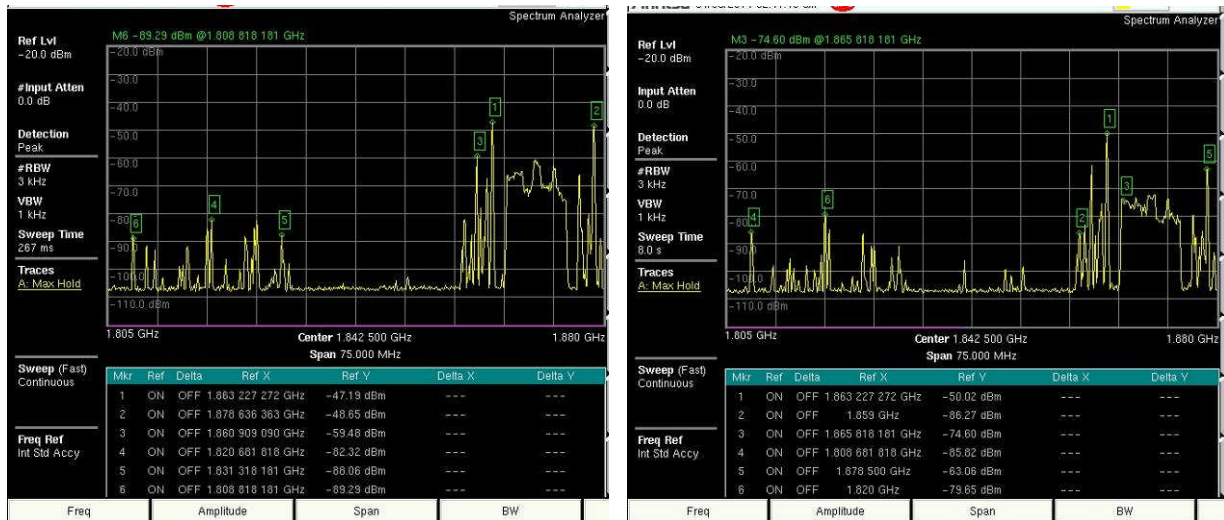 Spectrum Analyzer
M6 -89.29 dBm @1.808 818 181 GHz
Ref Lvl
-20.0 dBm
#Input Atten
0.0 dB
Detection
Peak
#RBW
3 kHz
VBW
1 kHz
Sweep Time
267 ms
Traces
A: Max Hold
Sweep (Fast)
Continuous
Freq Ref
Int Std Accy
-20.0 dBm
-30.0
-40.0
-50.0
-60.0
-70.0
-80.0
-90.0
-100.0
-110.0 dBm
1
2
3
4
5
6
1.805 GHz
Center 1.842 500 GHz
1.880 GHz
Span 75.000 MHz
Mkr Ref Delta Ref X Ref Y Delta X Delta Y
1 ON OFF 1.863 227 272 GHz -47.19 dBm --- ---
2 ON OFF 1.878 636 363 GHz -48.65 dBm --- ---
3 ON OFF 1.860 909 090 GHz -59.48 dBm --- ---
4 ON OFF 1.820 681 818 GHz -82.32 dBm --- ---
5 ON OFF 1.831 318 181 GHz -88.06 dBm --- ---
6 ON OFF 1.808 818 181 GHz -89.29 dBm --- ---
Freq Amplitude Span BW
Spectrum Analyzer
M3 -74.60 dBm @1.865 818 181 GHz
Ref Lvl
-20.0 dBm
Input Atten
0.0 dB
Detection
Peak
#RBW
3 kHz
VBW
1 kHz
Sweep Time
8.0 s
Traces
A: Max Hold
Sweep (Fast)
Continuous
Freq Ref
Int Std Accy
-20.0 dBm
-30.0
-40.0
-50.0
-60.0
-70.0
-90.0
-100.0
-110.0 dBm
1
5
3
6
2
4
1.805 GHz
Center 1.842 500 GHz
1.880 GHz
Span 75.000 MHz
Mkr Ref Delta Ref X Ref Y Delta X Delta Y
1 ON OFF 1.863 227 272 GHz -50.02 dBm --- ---
2 ON OFF 1.859 GHz -86.27 dBm --- ---
3 ON OFF 1.865 818 181 GHz -74.60 dBm --- ---
4 ON OFF 1.808 681 818 GHz -85.82 dBm --- ---
5 ON OFF 1.878 500 GHz -63.06 dBm --- ---
6 ON OFF 1.820 GHz -79.65 dBm --- ---
Freq Amplitude Span BW